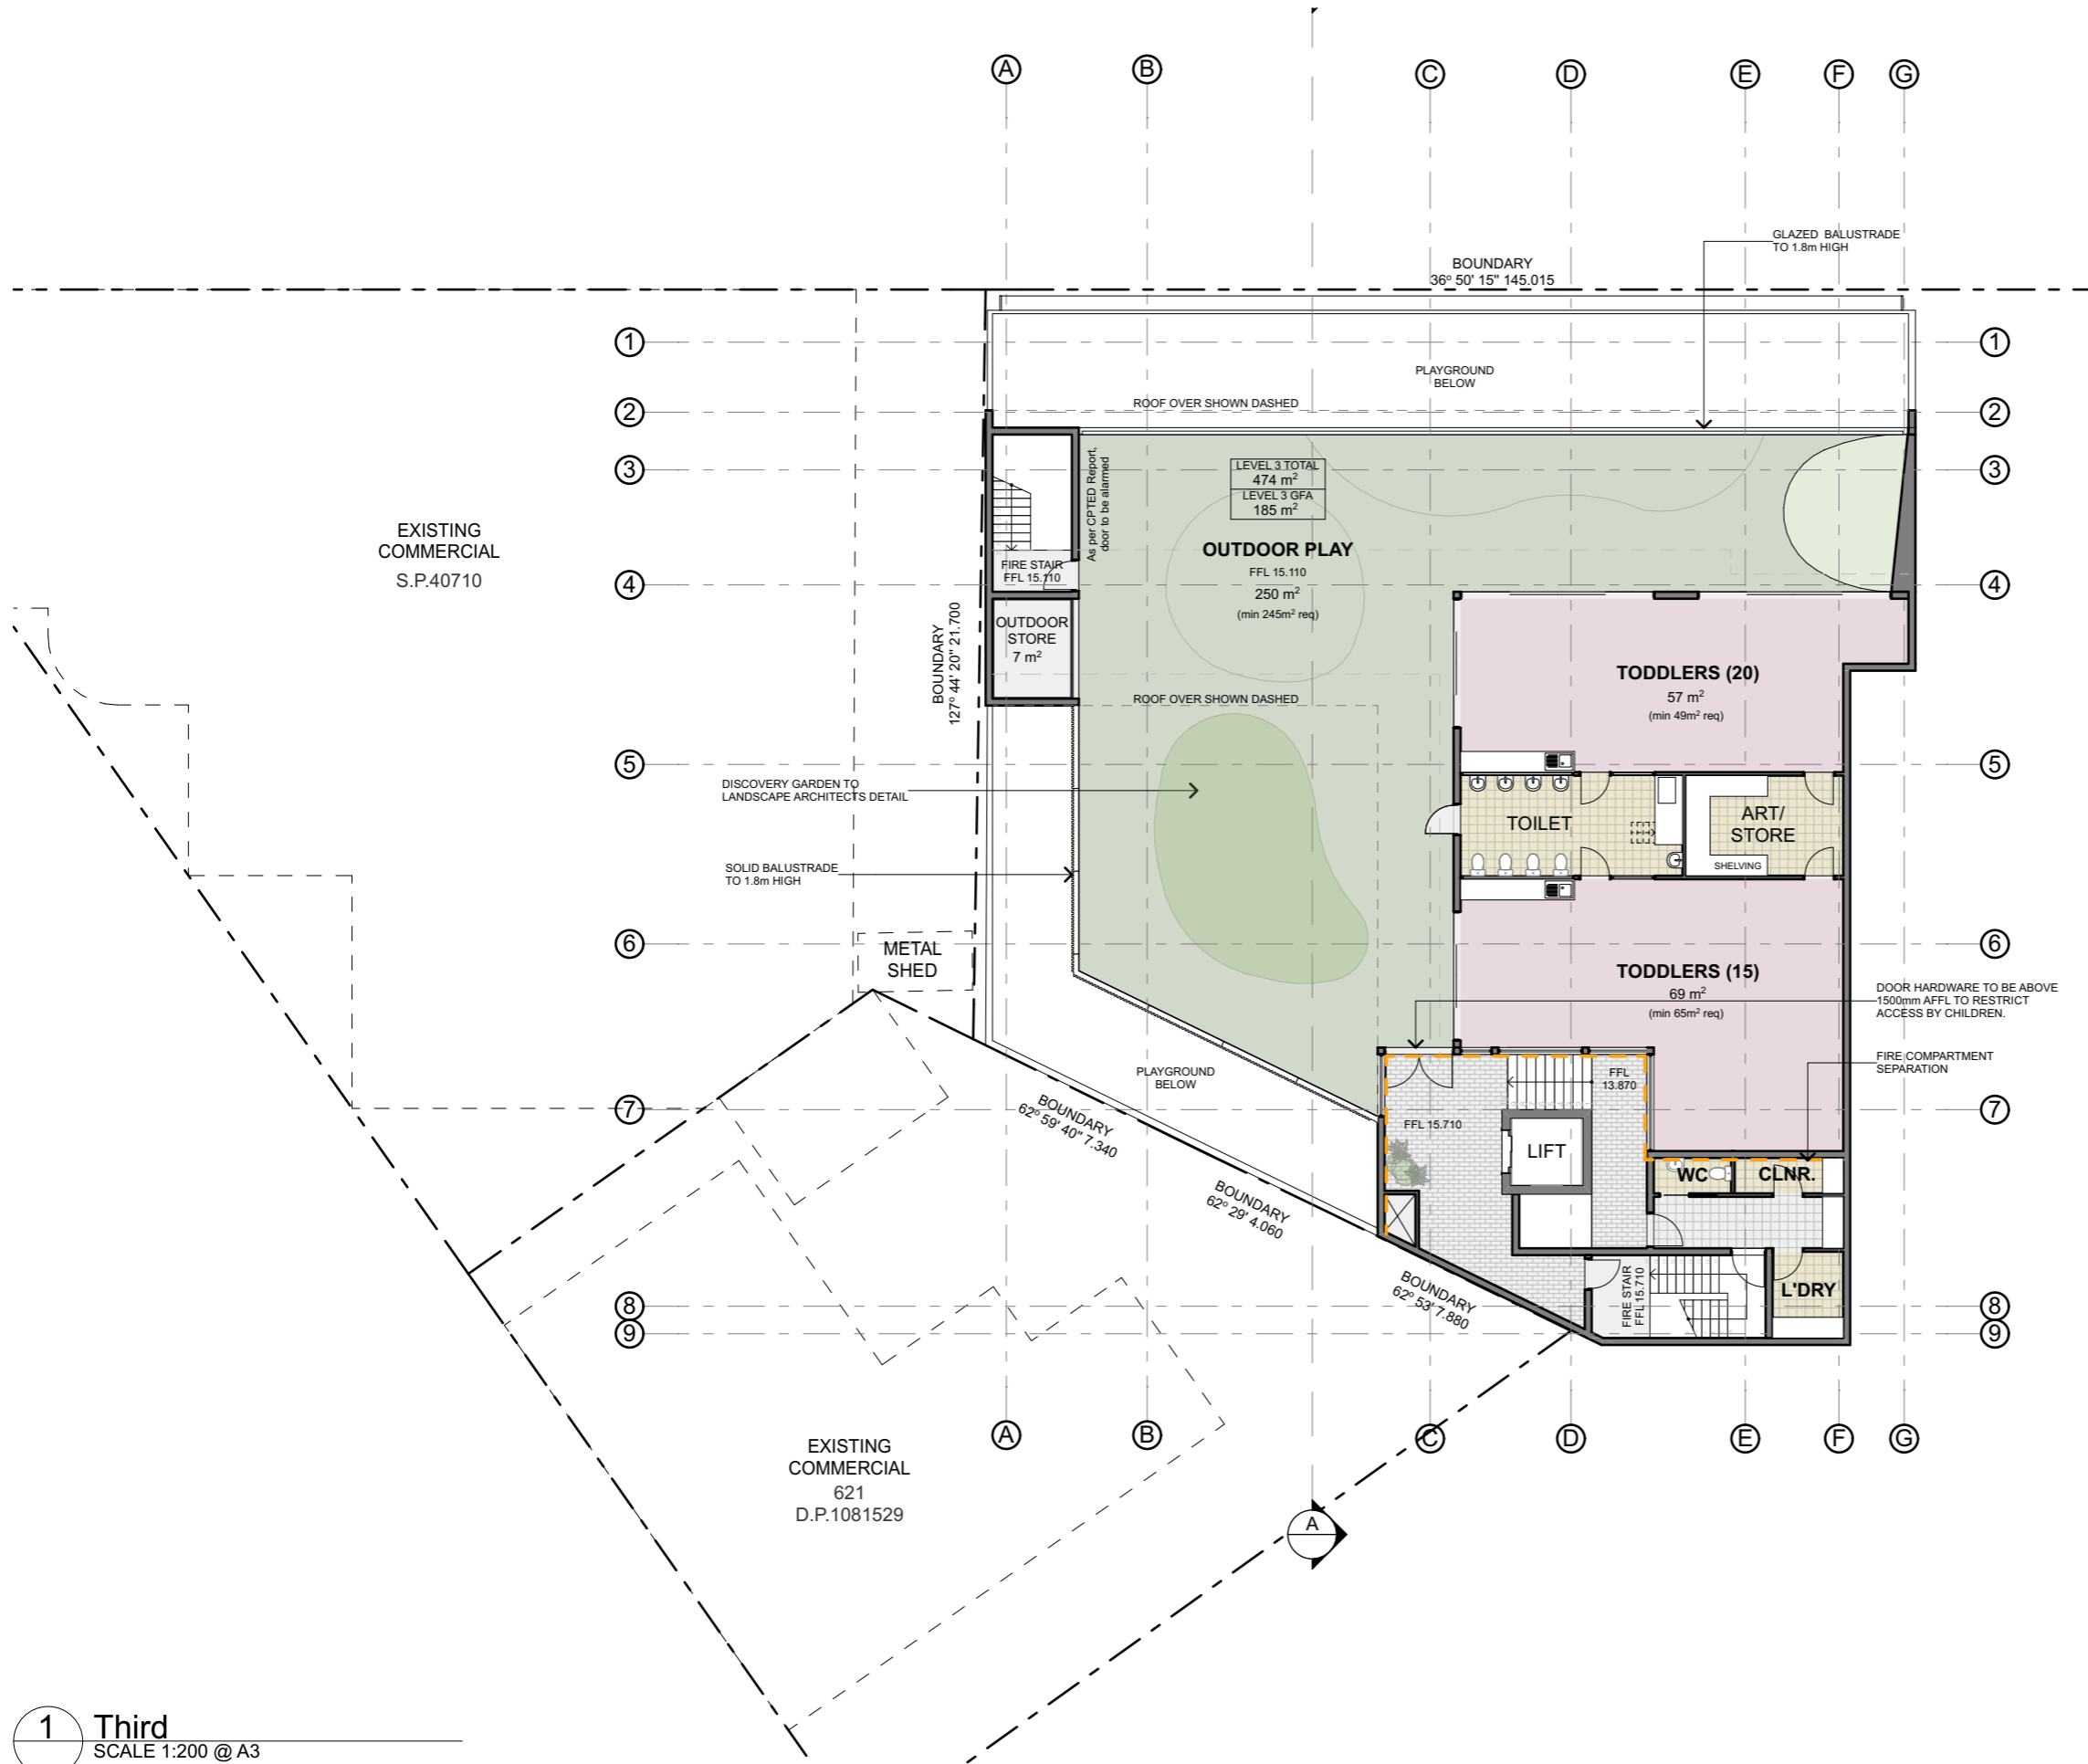 A
B
C
D
E
F
G
GLAZED BALUSTRADE
TO 1.8m HIGH
BOUNDARY
36° 50' 15" 145.015
1
1
PLAYGROUND
BELOW
ROOF OVER SHOWN DASHED
2
2
3
3
As per CPTED Report,
door to be alarmed
LEVEL 3 TOTAL
474 m²
LEVEL 3 GFA
185 m²
EXISTING
COMMERCIAL
S.P.40710
OUTDOOR PLAY
FFL 15.110
250 m²
(min 245m² req)
FIRE STAIR
FFL 15.110
4
4
OUTDOOR
STORE
7 m²
BOUNDARY
127° 44' 20" 21.700
TODDLERS (20)
57 m²
(min 49m² req)
ROOF OVER SHOWN DASHED
5
5
DISCOVERY GARDEN TO
LANDSCAPE ARCHITECTS DETAIL
TOILET
ART/
STORE
SHELVING
SOLID BALUSTRADE
TO 1.8m HIGH
6
6
METAL
SHED
TODDLERS (15)
69 m²
(min 65m² req)
DOOR HARDWARE TO BE ABOVE
1500mm AFFL TO RESTRICT
ACCESS BY CHILDREN.
FIRE COMPARTMENT
SEPARATION
PLAYGROUND
BELOW
FFL
13.870
7
7
BOUNDARY
62° 59' 40" 7.340
FFL 15.710
LIFT
WC
CLNR.
BOUNDARY
62° 29' 4.060
BOUNDARY
62° 53' 7.880
FIRE STAIR
FFL 15.710
L'DRY
8
8
9
9
A
B
C
D
E
F
G
EXISTING
COMMERCIAL
621
D.P.1081529
A
1
Third
SCALE 1:200 @ A3